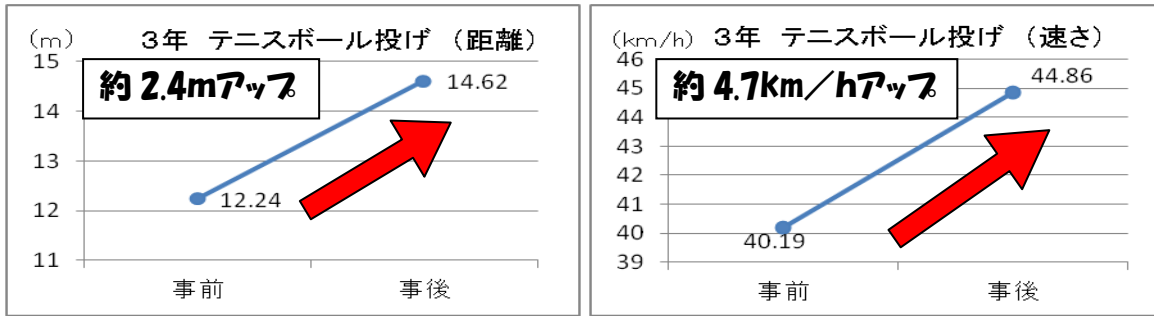 (m) 3年 テニスボール投げ (距離)
15
約2.4mアップ
14.62
14
13
12.24
12
11
事前 事後
(km/h) 3年 テニスボール投げ (速さ)
46
約4.7km/hアップ
44.86
45
44
43
42
41
40
40.19
39
事前 事後